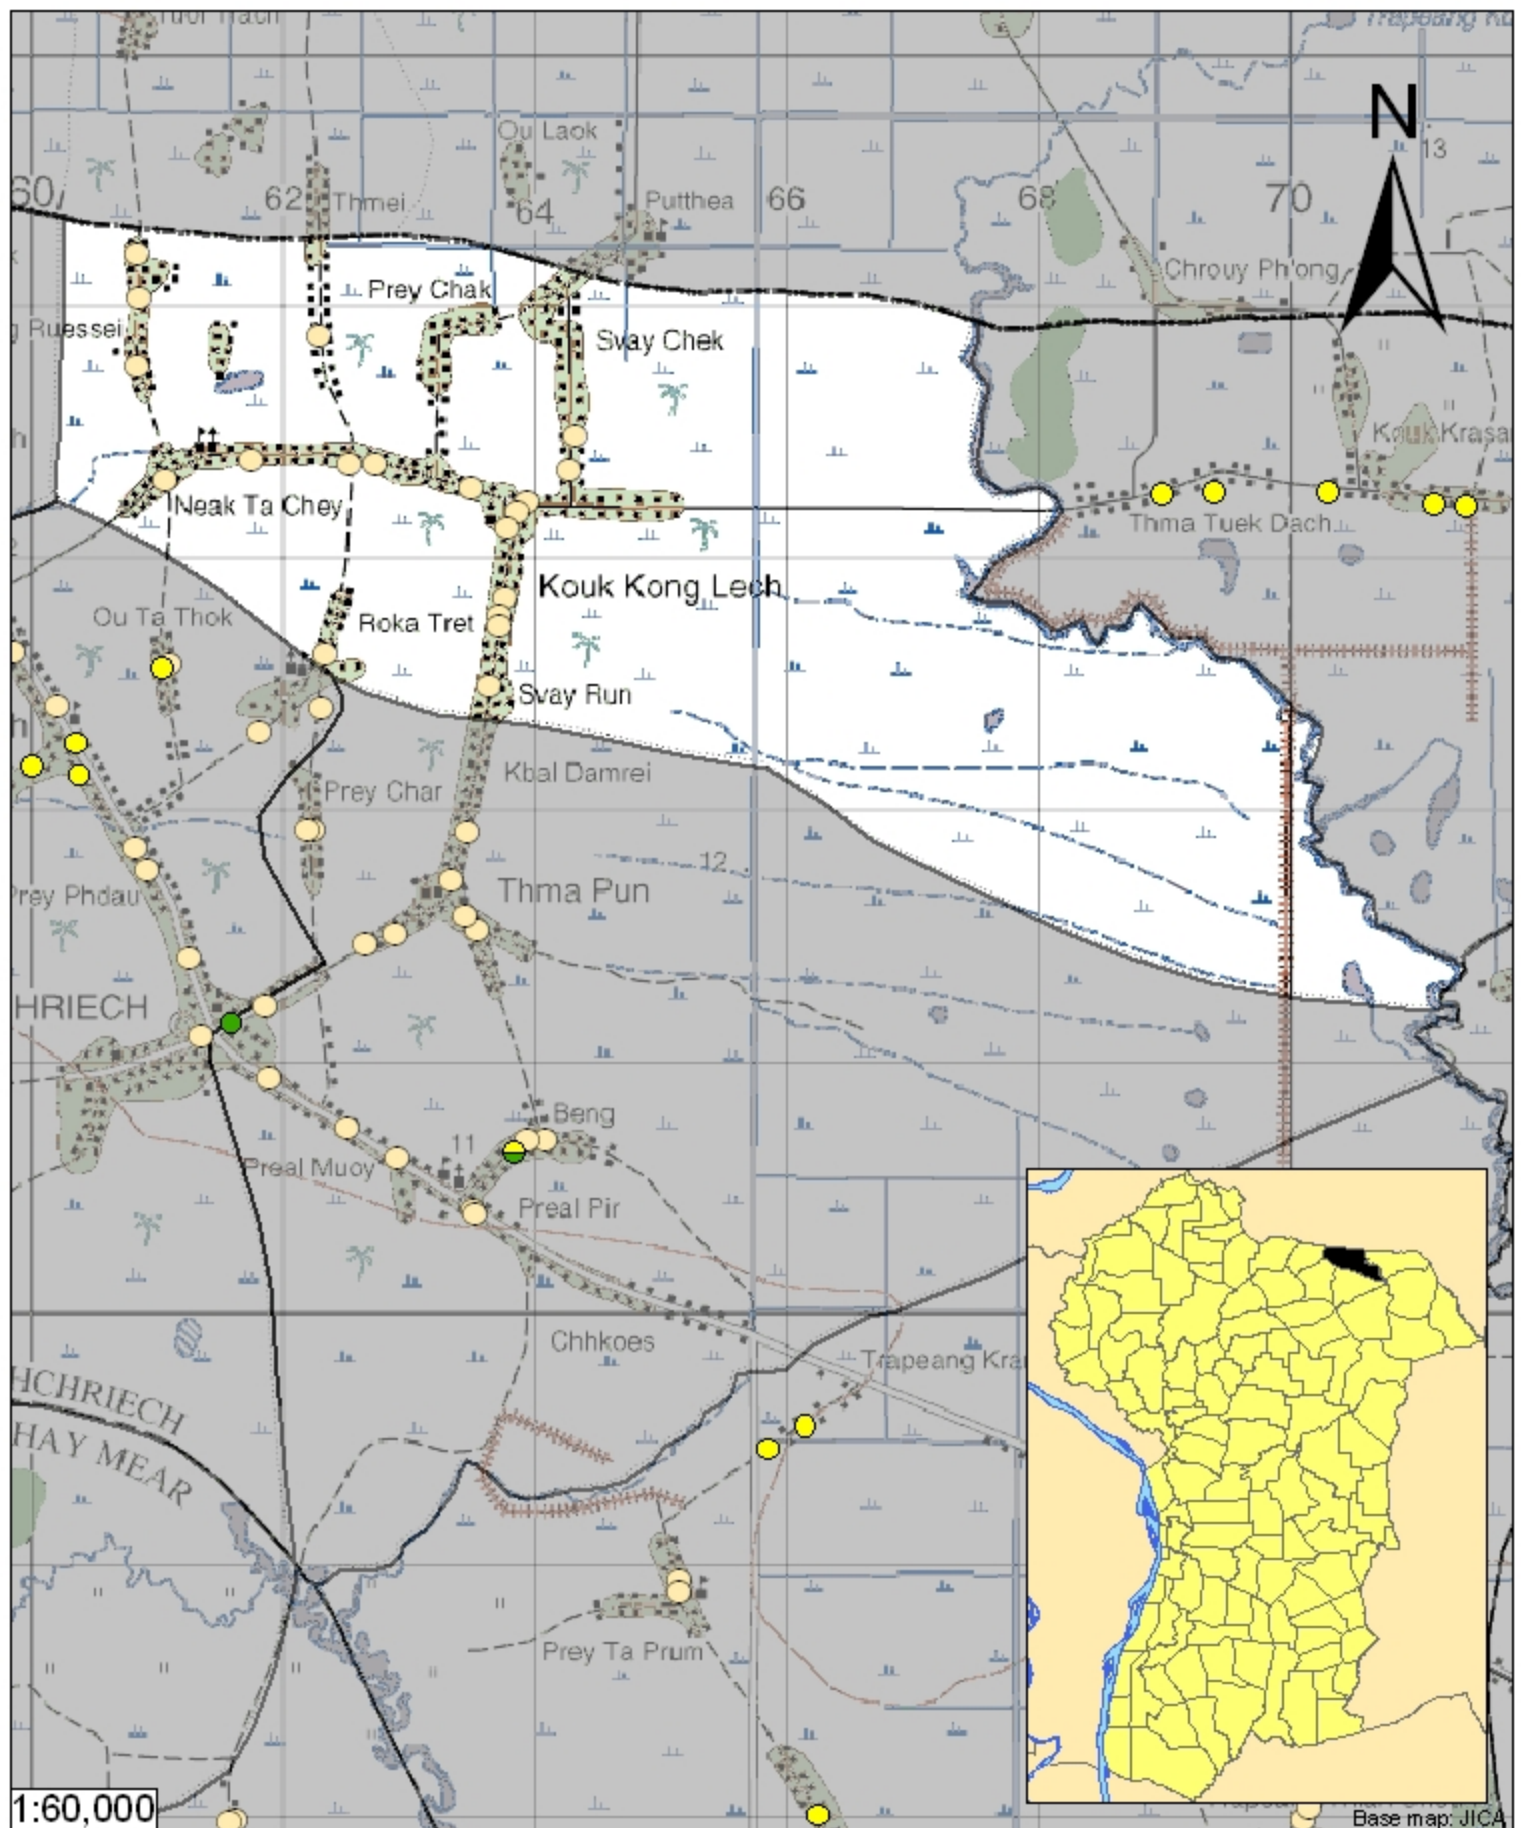 Ou Laok
13
60
62
Thmei
64
Putthea
66
68
70
N
Chrouy Ph'ong
Prey Chak
Ruessei
Svay Chek
Kouk Krasa
Neak Ta Chey
Thma Tuek Dach
Kouk Kong Lech
Ou Ta Thok
Roka Tret
Svay Run
Kbal Damrei
Prey Char
12
Thma Pun
Prey Phdau
HRIECH
Beng
11
Preal Muoy
Preal Pir
Chhkoes
Trapeang Kra
HCHRIECH
HAY MEAR
Prey Ta Prum
1:60,000
Base map: JICA